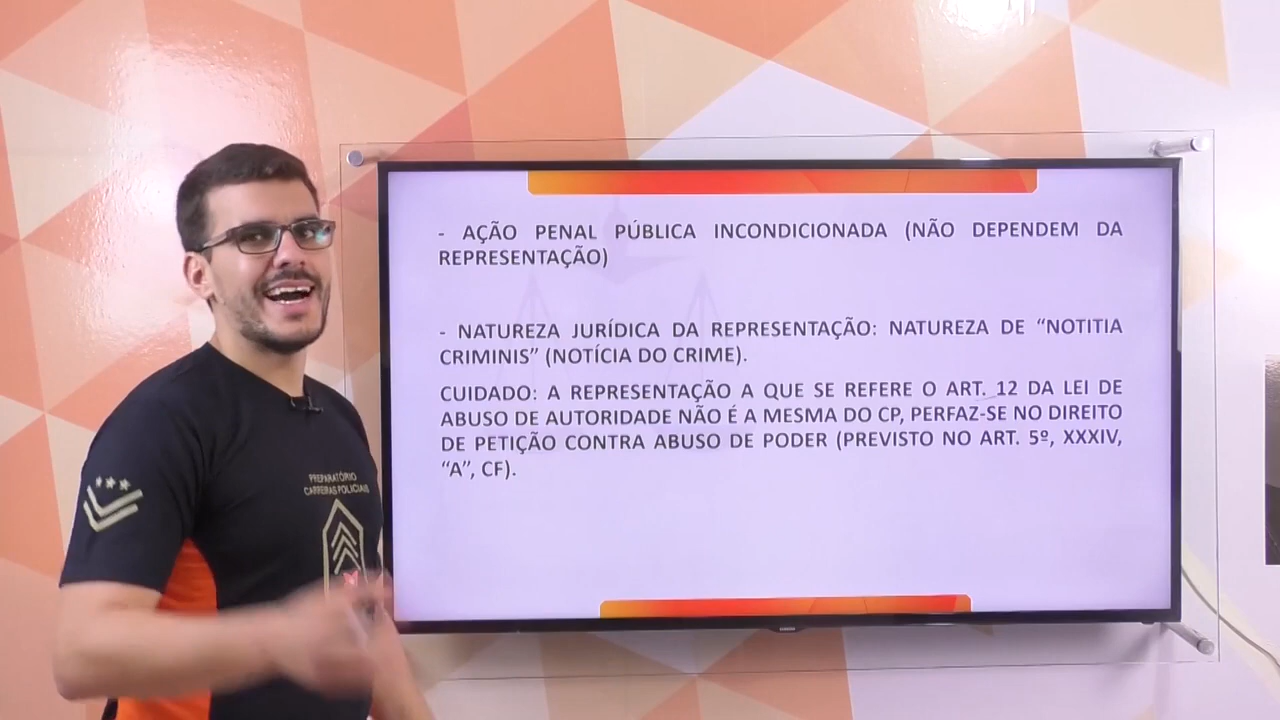 - AÇÃO PENAL PÚBLICA INCONDICIONADA (NÃO DEPENDEM DA
REPRESENTAÇÃO)
- NATUREZA JURÍDICA DA REPRESENTAÇÃO: NATUREZA DE “NOTITIA
CRIMINIS” (NOTÍCIA DO CRIME).
CUIDADO: A REPRESENTAÇÃO A QUE SE REFERE O ART. 12 DA LEI DE
ABUSO DE AUTORIDADE NÃO É A MESMA DO CP, PERFAZ-SE NO DIREITO
DE PETIÇÃO CONTRA ABUSO DE PODER (PREVISTO NO ART. 5º, XXXIV,
“A”, CF).
PREPARATÓRIO
CARREIRAS POLICIAIS